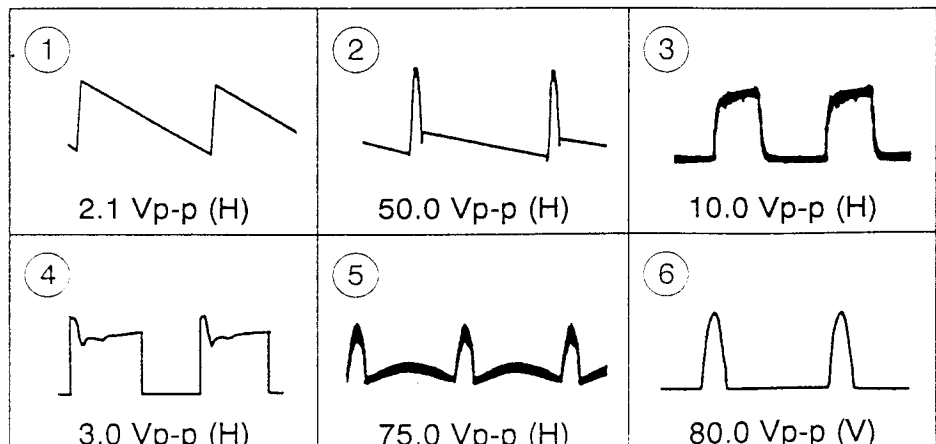 1
2
3
2.1 Vp-p (H)
50.0 Vp-p (H)
10.0 Vp-p (H)
4
5
6
3.0 Vp-p (H)
75.0 Vp-p (H)
80.0 Vp-p (V)